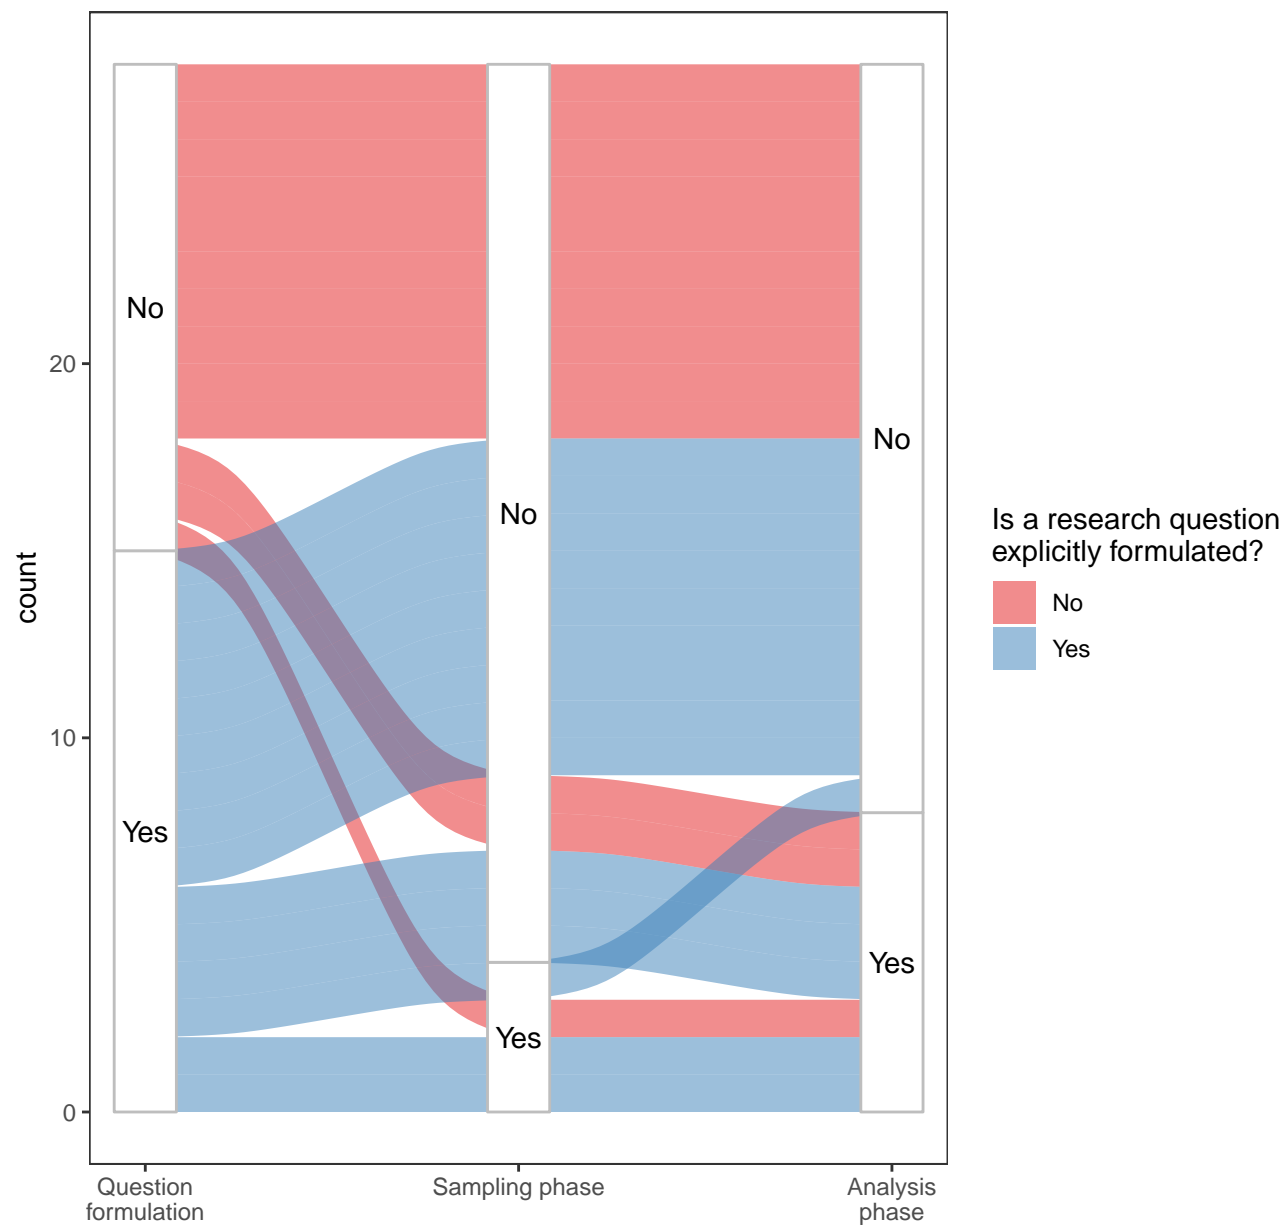 No
20
No
No
Is a research question
explicitly formulated?
No
count
Yes
10
Yes
Yes
Yes
0
Question
formulation
Sampling phase
Analysis
phase